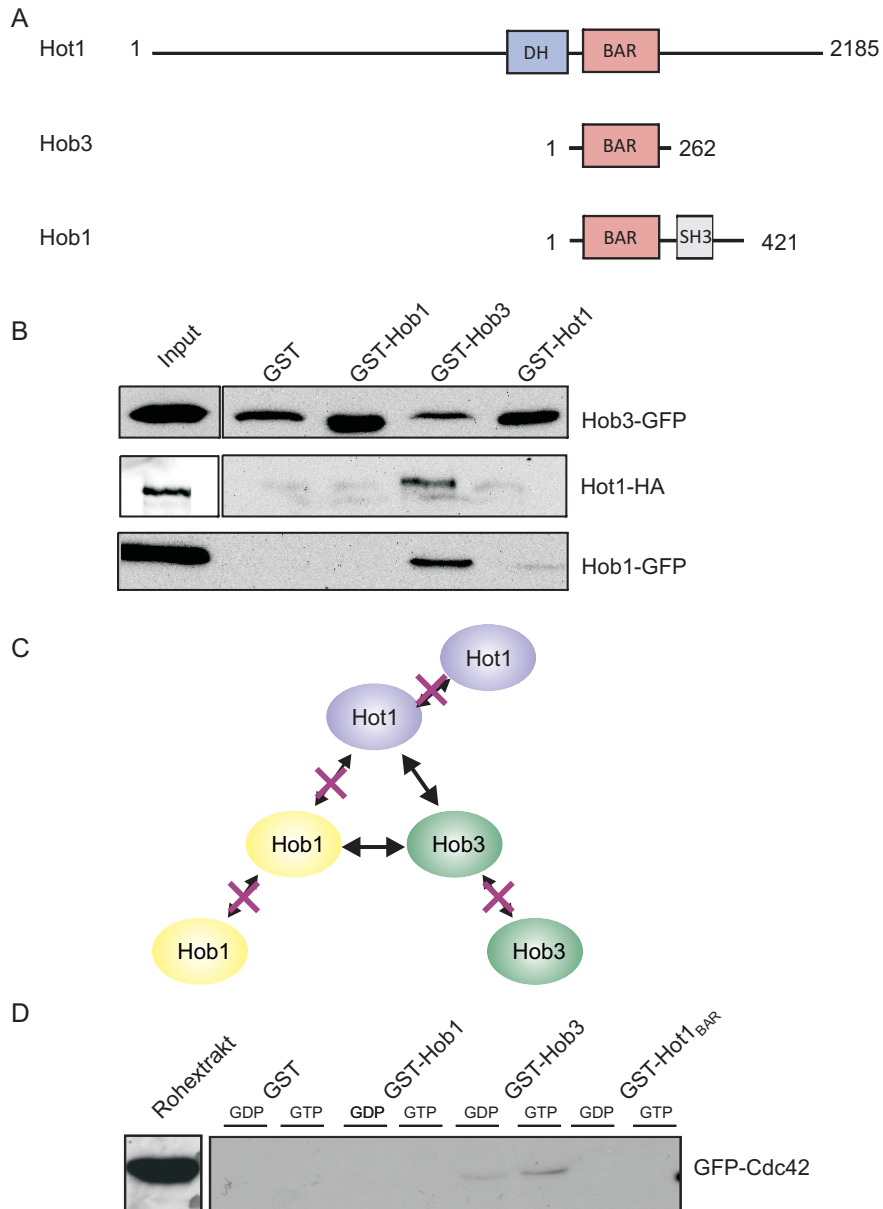 A
Hot1 1 DH BAR 2185
Hob3 1 BAR 262
Hob1 1 BAR SH3 421
B
Input GST GST-Hob1 GST-Hob3 GST-Hot1
Hob3-GFP
Hot1-HA
Hob1-GFP
C
Hot1
Hot1
Hob1 Hob3
Hob1 Hob3
D
Rohextrakt GST GST-Hob1 GST-Hob3 GST-Hot1BAR
GDP GTP GDP GTP GDP GTP GDP GTP
GFP-Cdc42